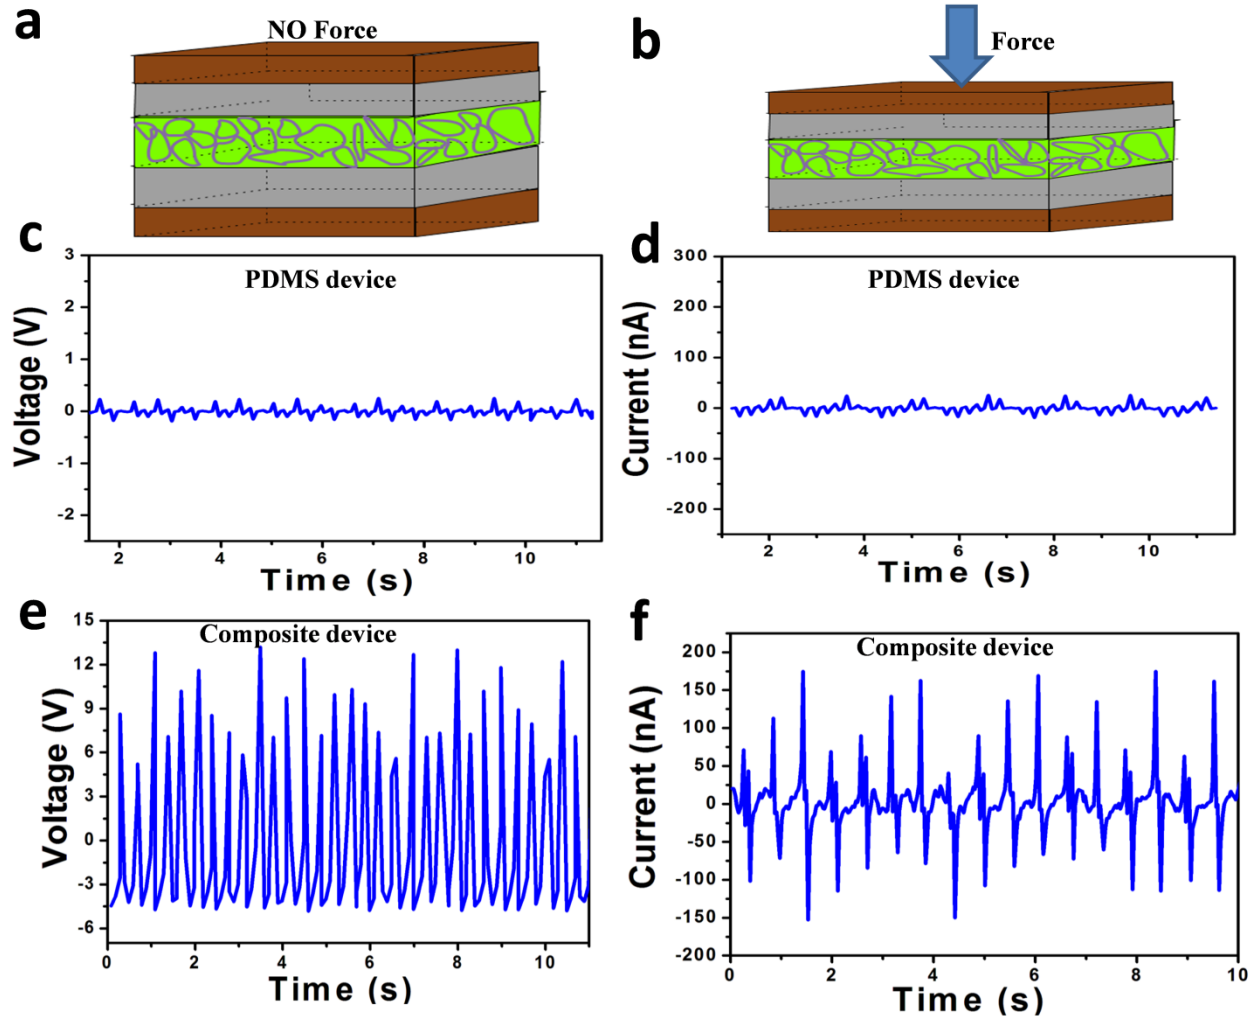 a
NO Force
b
Force
c
PDMS device
Voltage (V)
3
2
1
0
-1
-2
2 4 6 8 10
Time (s)
d
PDMS device
Current (nA)
300
200
100
0
-100
-200
2 4 6 8 10
Time (s)
e
Composite device
Voltage (V)
15
12
9
6
3
0
-3
-6
0 2 4 6 8 10
Time (s)
f
Composite device
Current (nA)
200
150
100
50
0
-50
-100
-150
-200
0 2 4 6 8 10
Time (s)